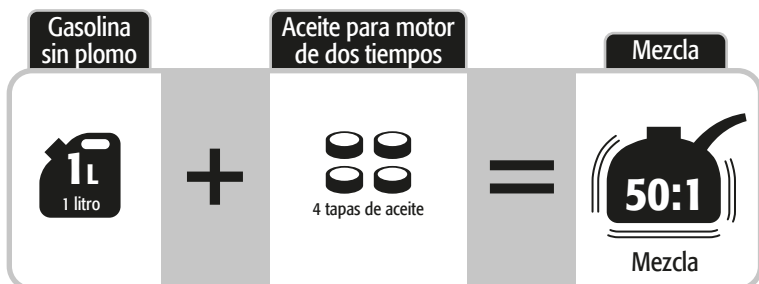 Gasolina
sin plomo
Aceite para motor
de dos tiempos
Mezcla
1L
1 litro
+
4 tapas de aceite
=
50:1
Mezcla